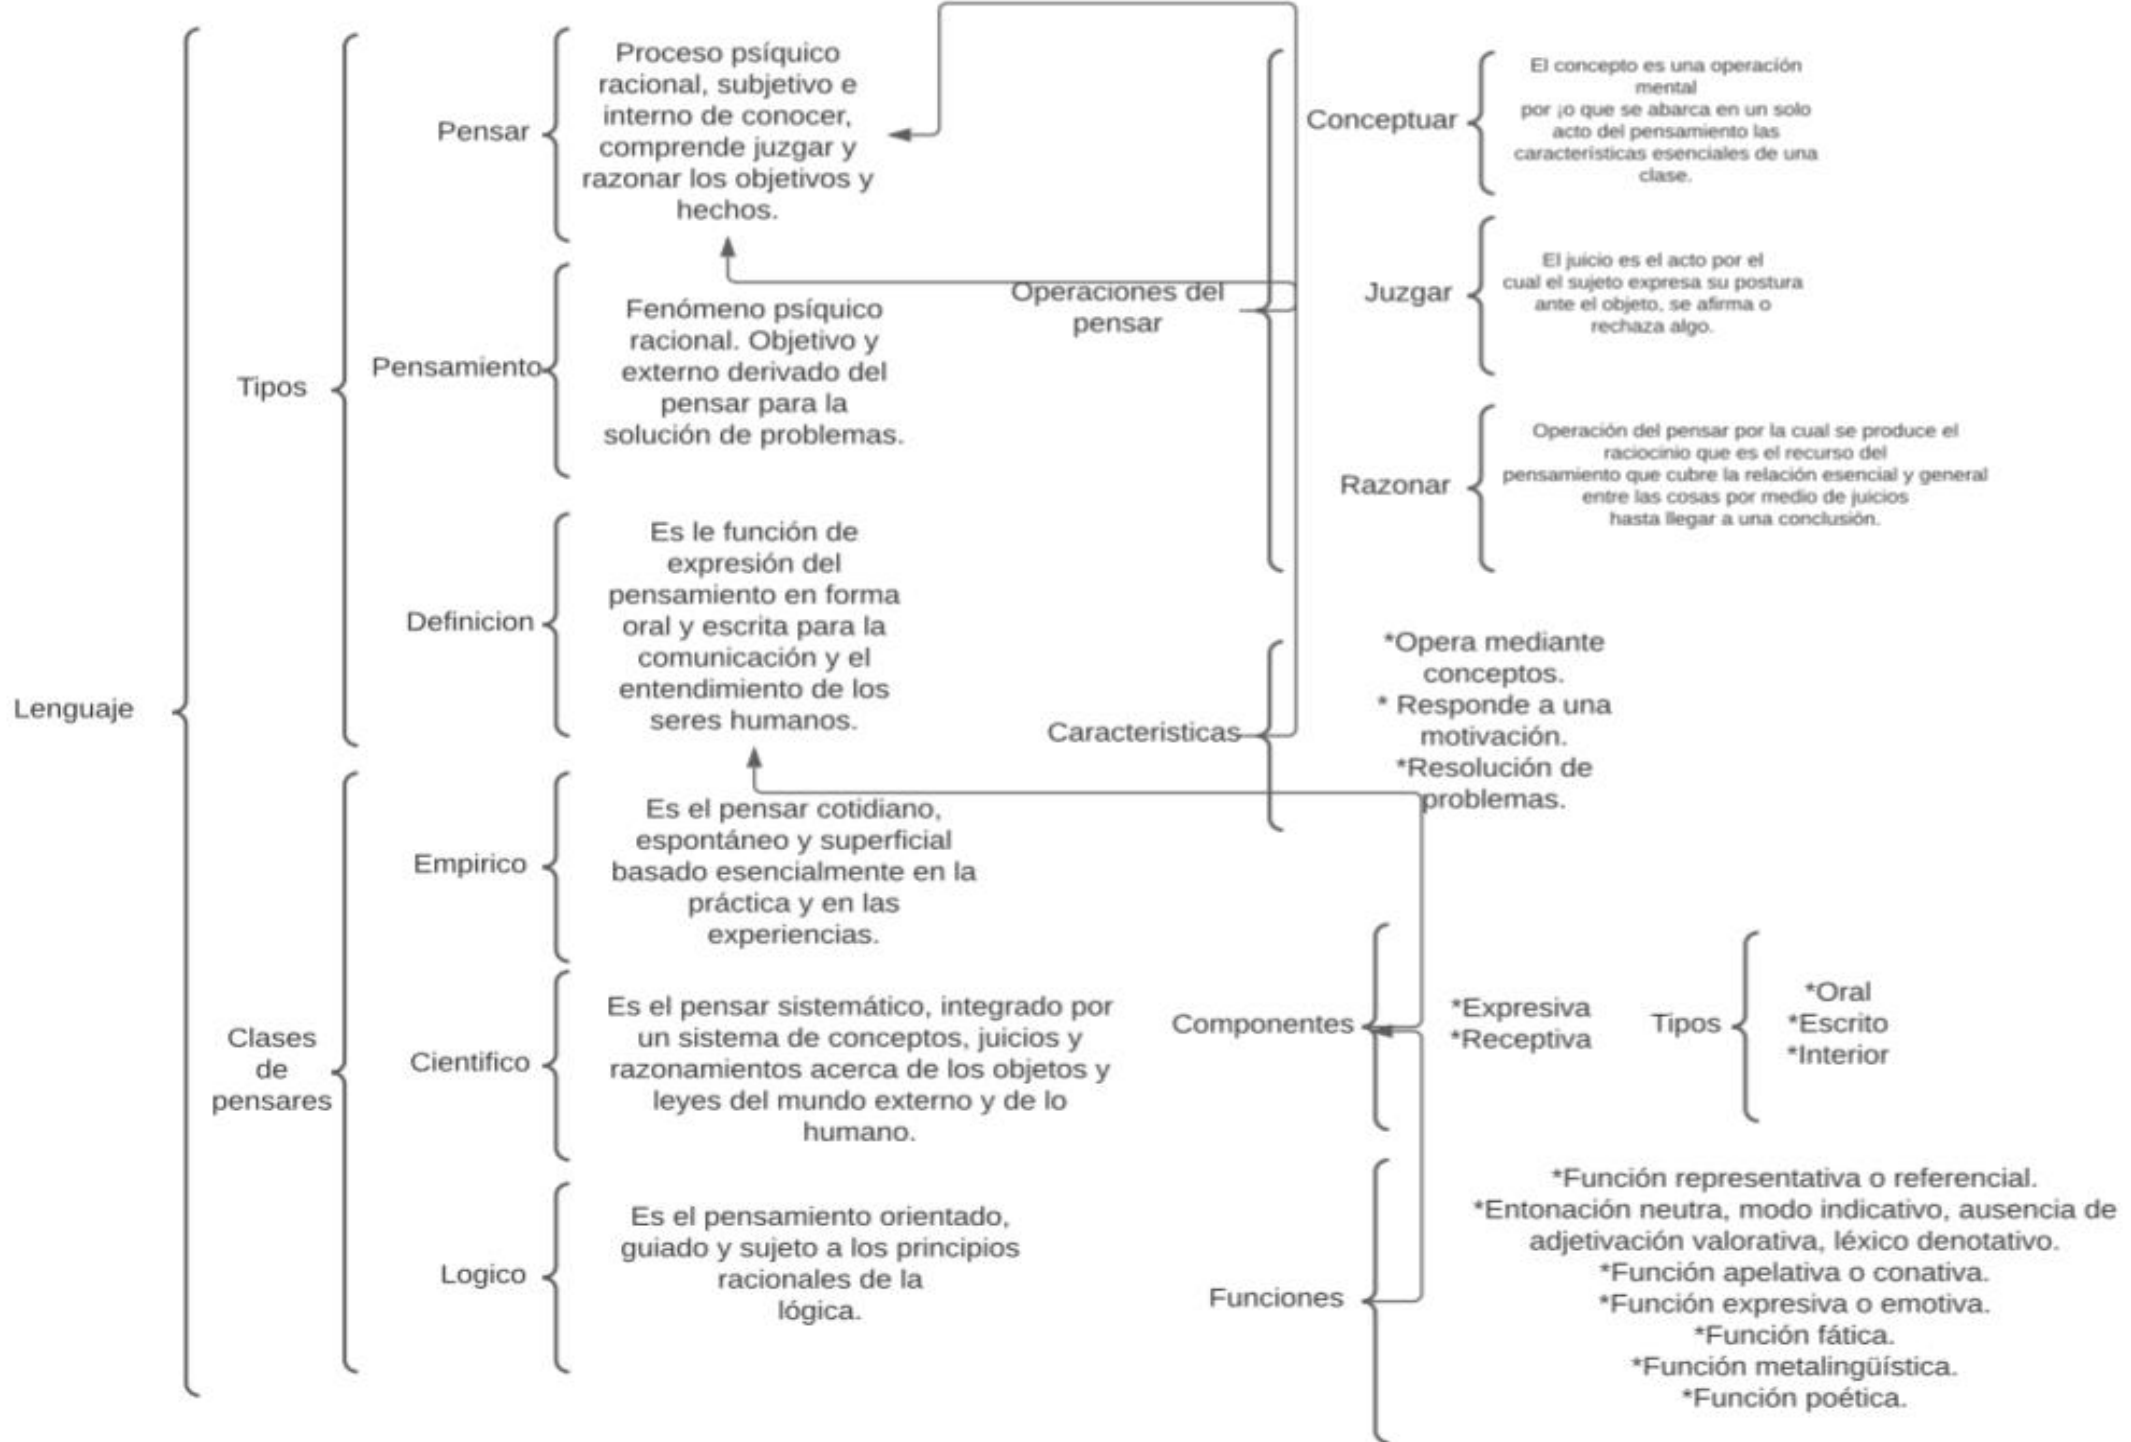 Lenguaje
Tipos
Pensar
Proceso psíquico
racional, subjetivo e
interno de conocer,
comprende juzgar y
razonar los objetivos y
hechos.
Pensamiento
Fenómeno psíquico
racional. Objetivo y
externo derivado del
pensar para la
solución de problemas.
Definicion
Es le función de
expresión del
pensamiento en forma
oral y escrita para la
comunicación y el
entendimiento de los
seres humanos.
Clases
de
pensares
Empirico
Es el pensar cotidiano,
espontáneo y superficial
basado esencialmente en la
práctica y en las
experiencias.
Cientifico
Es el pensar sistemático, integrado por
un sistema de conceptos, juicios y
razonamientos acerca de los objetos y
leyes del mundo externo y de lo
humano.
Logico
Es el pensamiento orientado,
guiado y sujeto a los principios
racionales de la
lógica.
Operaciones del
pensar
Conceptuar
El concepto es una operación
mental
por ¡o que se abarca en un solo
acto del pensamiento las
características esenciales de una
clase.
Juzgar
El juicio es el acto por el
cual el sujeto expresa su postura
ante el objeto, se afirma o
rechaza algo.
Razonar
Operación del pensar por la cual se produce el
raciocinio que es el recurso del
pensamiento que cubre la relación esencial y general
entre las cosas por medio de juicios
hasta llegar a una conclusión.
Caracteristicas
*Opera mediante
conceptos.
* Responde a una
motivación.
*Resolución de
problemas.
Componentes
*Expresiva
*Receptiva
Tipos
*Oral
*Escrito
*Interior
Funciones
*Función representativa o referencial.
*Entonación neutra, modo indicativo, ausencia de
adjetivación valorativa, léxico denotativo.
*Función apelativa o conativa.
*Función expresiva o emotiva.
*Función fática.
*Función metalingüística.
*Función poética.